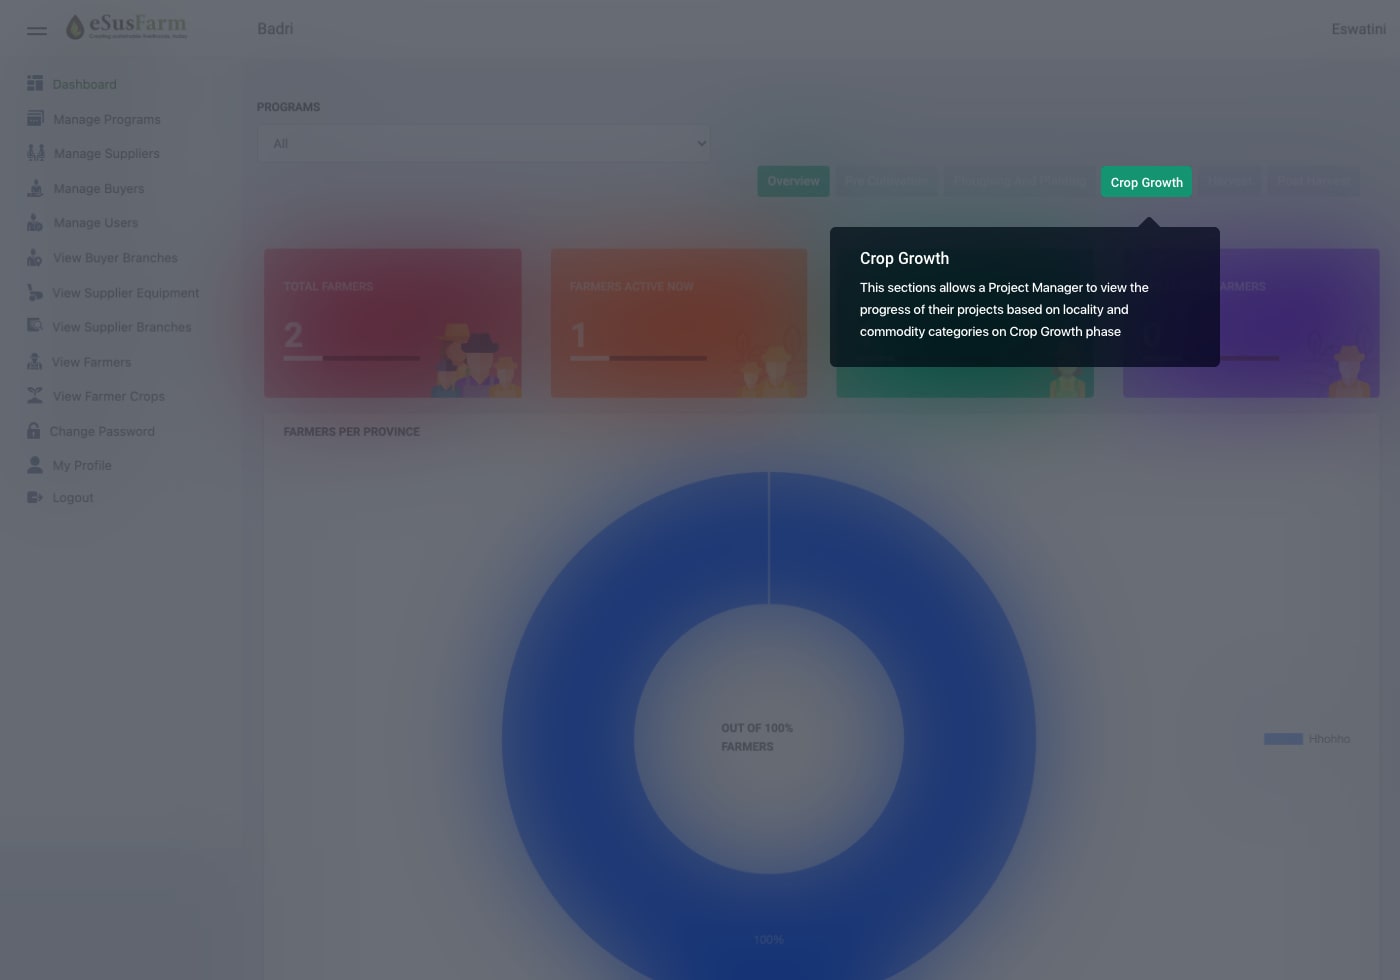 eSusFarm
Badri
Eswatini
Dashboard
Manage Programs
Manage Suppliers
Manage Buyers
Manage Users
View Buyer Branches
View Supplier Equipment
View Supplier Branches
View Farmers
View Farmer Crops
Change Password
My Profile
Logout
PROGRAMS
All
Overview
Pre Cultivation
Ploughing And Planting
Crop Growth
Harvest
Post Harvest
Crop Growth
This sections allows a Project Manager to view the
progress of their projects based on locality and
commodity categories on Crop Growth phase
TOTAL FARMERS
2
FARMERS ACTIVE NOW
1
ARMERS
0
FARMERS PER PROVINCE
OUT OF 100%
FARMERS
100%
Hhohho